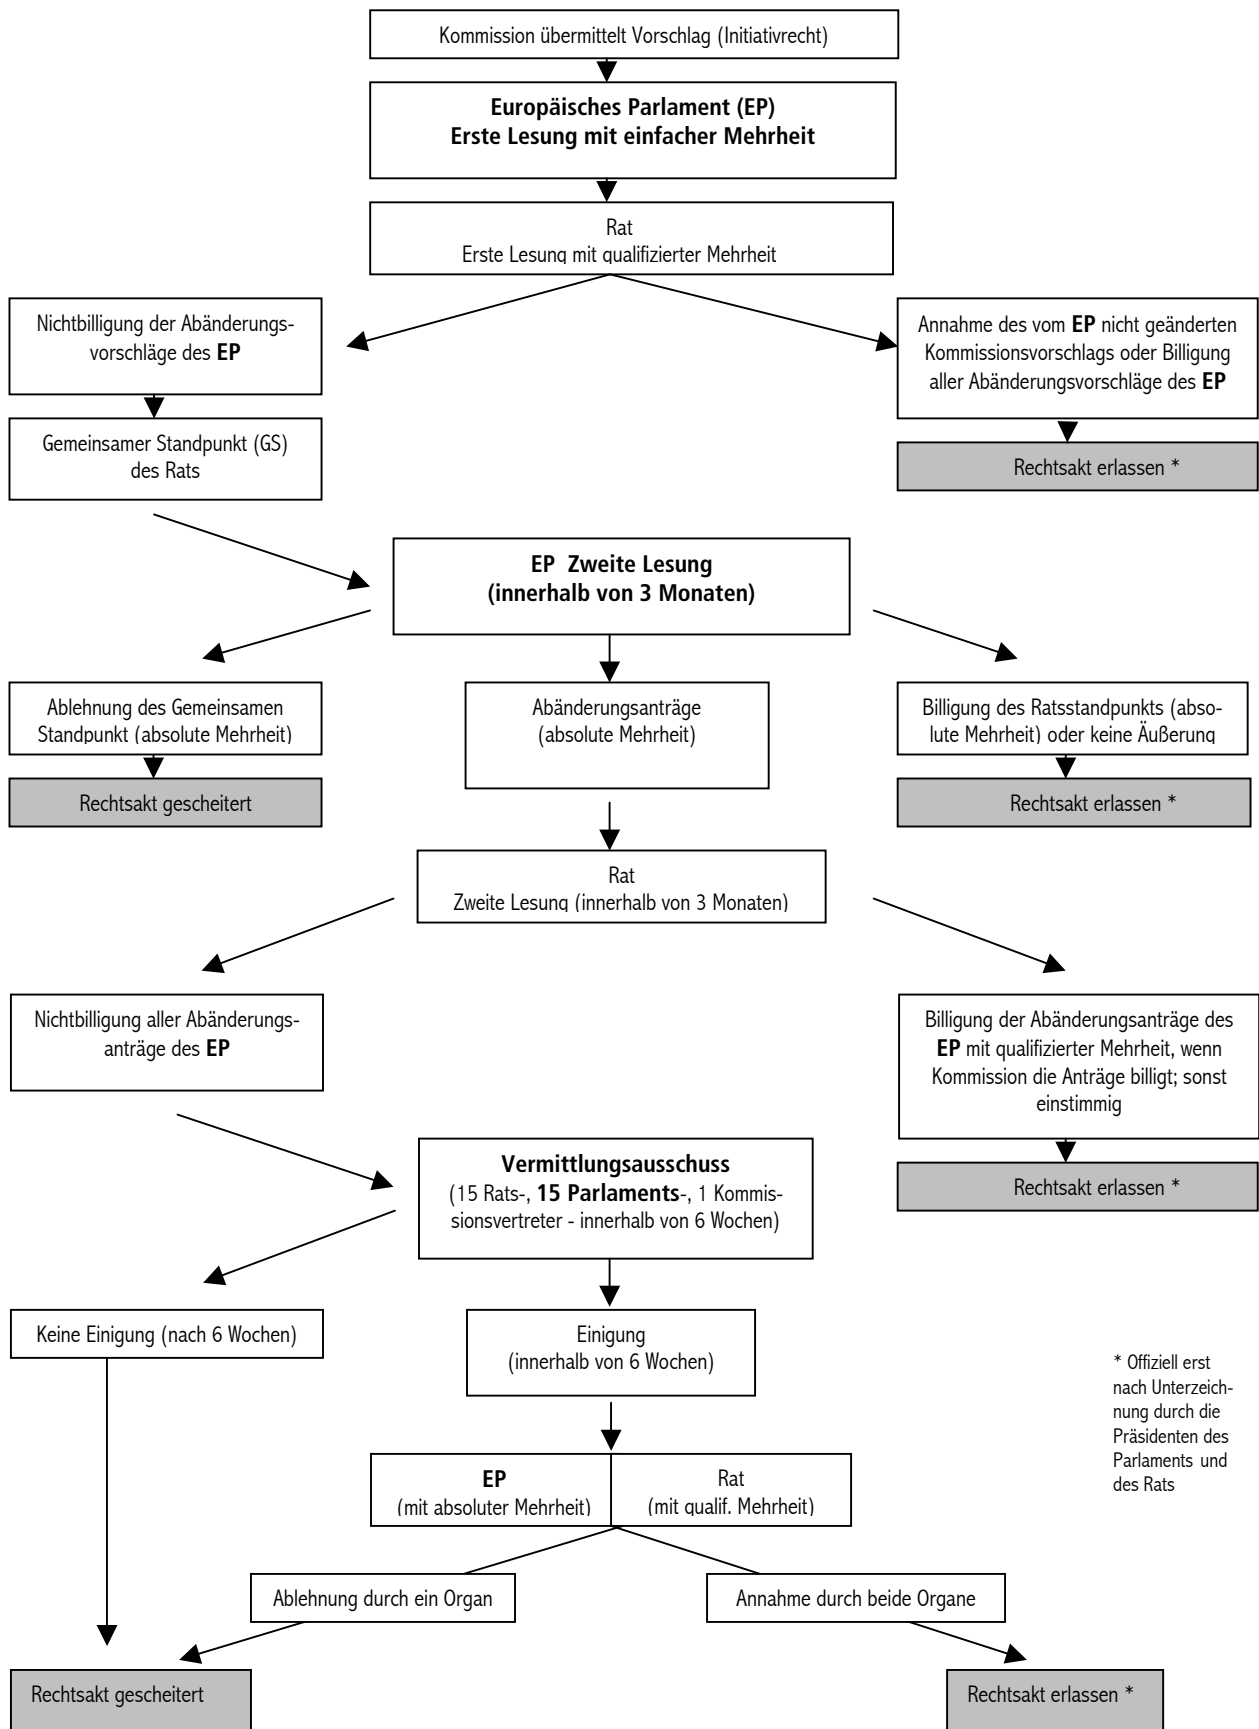 Kommission übermittelt Vorschlag (Initiativrecht)
Europäisches Parlament (EP)
Erste Lesung mit einfacher Mehrheit
Rat
Erste Lesung mit qualifizierter Mehrheit
Nichtbilligung der Abänderungs-
vorschläge des EP
Annahme des vom EP nicht geänderten
Kommissionsvorschlags oder Billigung
aller Abänderungsvorschläge des EP
Gemeinsamer Standpunkt (GS)
des Rats
Rechtsakt erlassen *
EP Zweite Lesung
(innerhalb von 3 Monaten)
Ablehnung des Gemeinsamen
Standpunkt (absolute Mehrheit)
Abänderungsanträge
(absolute Mehrheit)
Billigung des Ratsstandpunkts (abso-
lute Mehrheit) oder keine Äußerung
Rechtsakt gescheitert
Rechtsakt erlassen *
Rat
Zweite Lesung (innerhalb von 3 Monaten)
Nichtbilligung aller Abänderungs-
anträge des EP
Billigung der Abänderungsanträge des
EP mit qualifizierter Mehrheit, wenn
Kommission die Anträge billigt; sonst
einstimmig
Vermittlungsausschuss
(15 Rats-, 15 Parlaments-, 1 Kommis-
sionsvertreter - innerhalb von 6 Wochen)
Rechtsakt erlassen *
Keine Einigung (nach 6 Wochen)
Einigung
(innerhalb von 6 Wochen)
* Offiziell erst
nach Unterzeich-
nung durch die
Präsidenten des
Parlaments und
des Rats
EP
(mit absoluter Mehrheit)
Rat
(mit qualif. Mehrheit)
Ablehnung durch ein Organ
Annahme durch beide Organe
Rechtsakt gescheitert
Rechtsakt erlassen *